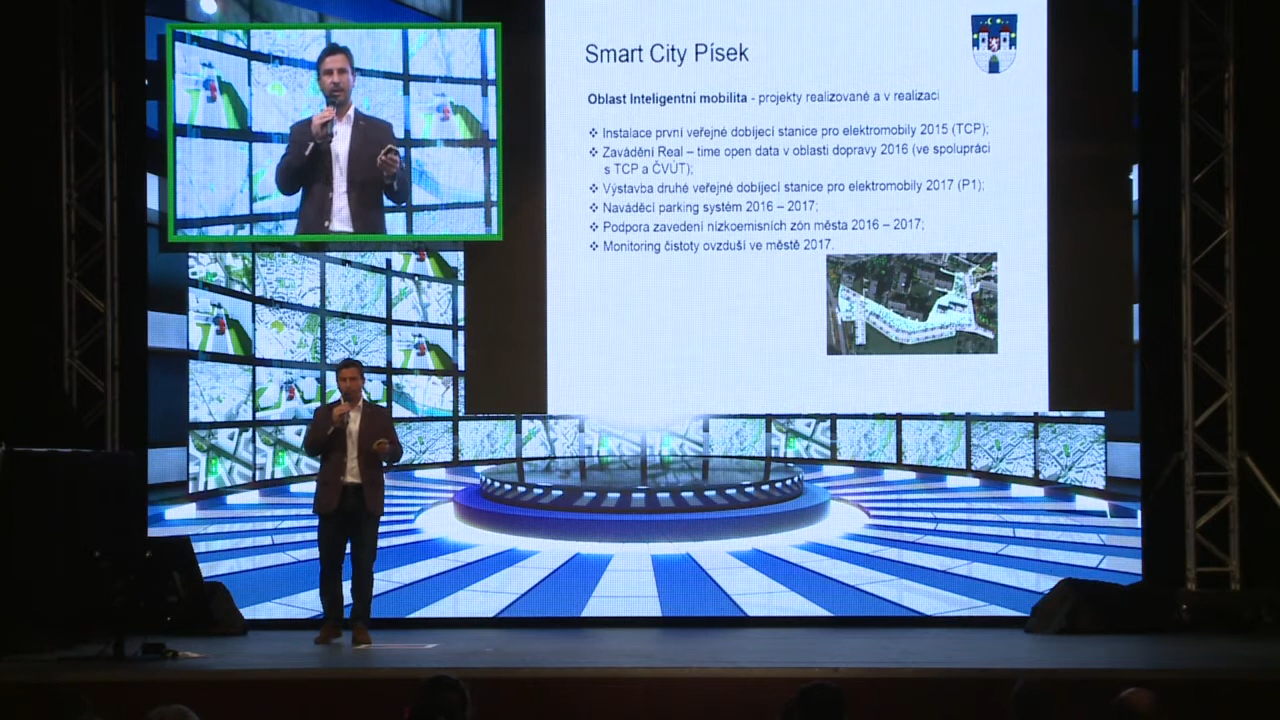 Smart City Písek
Oblast Inteligentní mobilita - projekty realizované a v realizaci
❖ Instalace první veřejné dobíjecí stanice pro elektromobily 2015 (TCP);
❖ Zavádění Real – time open data v oblasti dopravy 2016 (ve spolupráci
s TCP a ČVÚT);
❖ Výstavba druhé veřejné dobíjecí stanice pro elektromobily 2017 (P1);
❖ Naváděcí parking systém 2016 – 2017;
❖ Podpora zavedení nízkoemisních zón města 2016 – 2017;
❖ Monitoring čistoty ovzduší ve městě 2017.